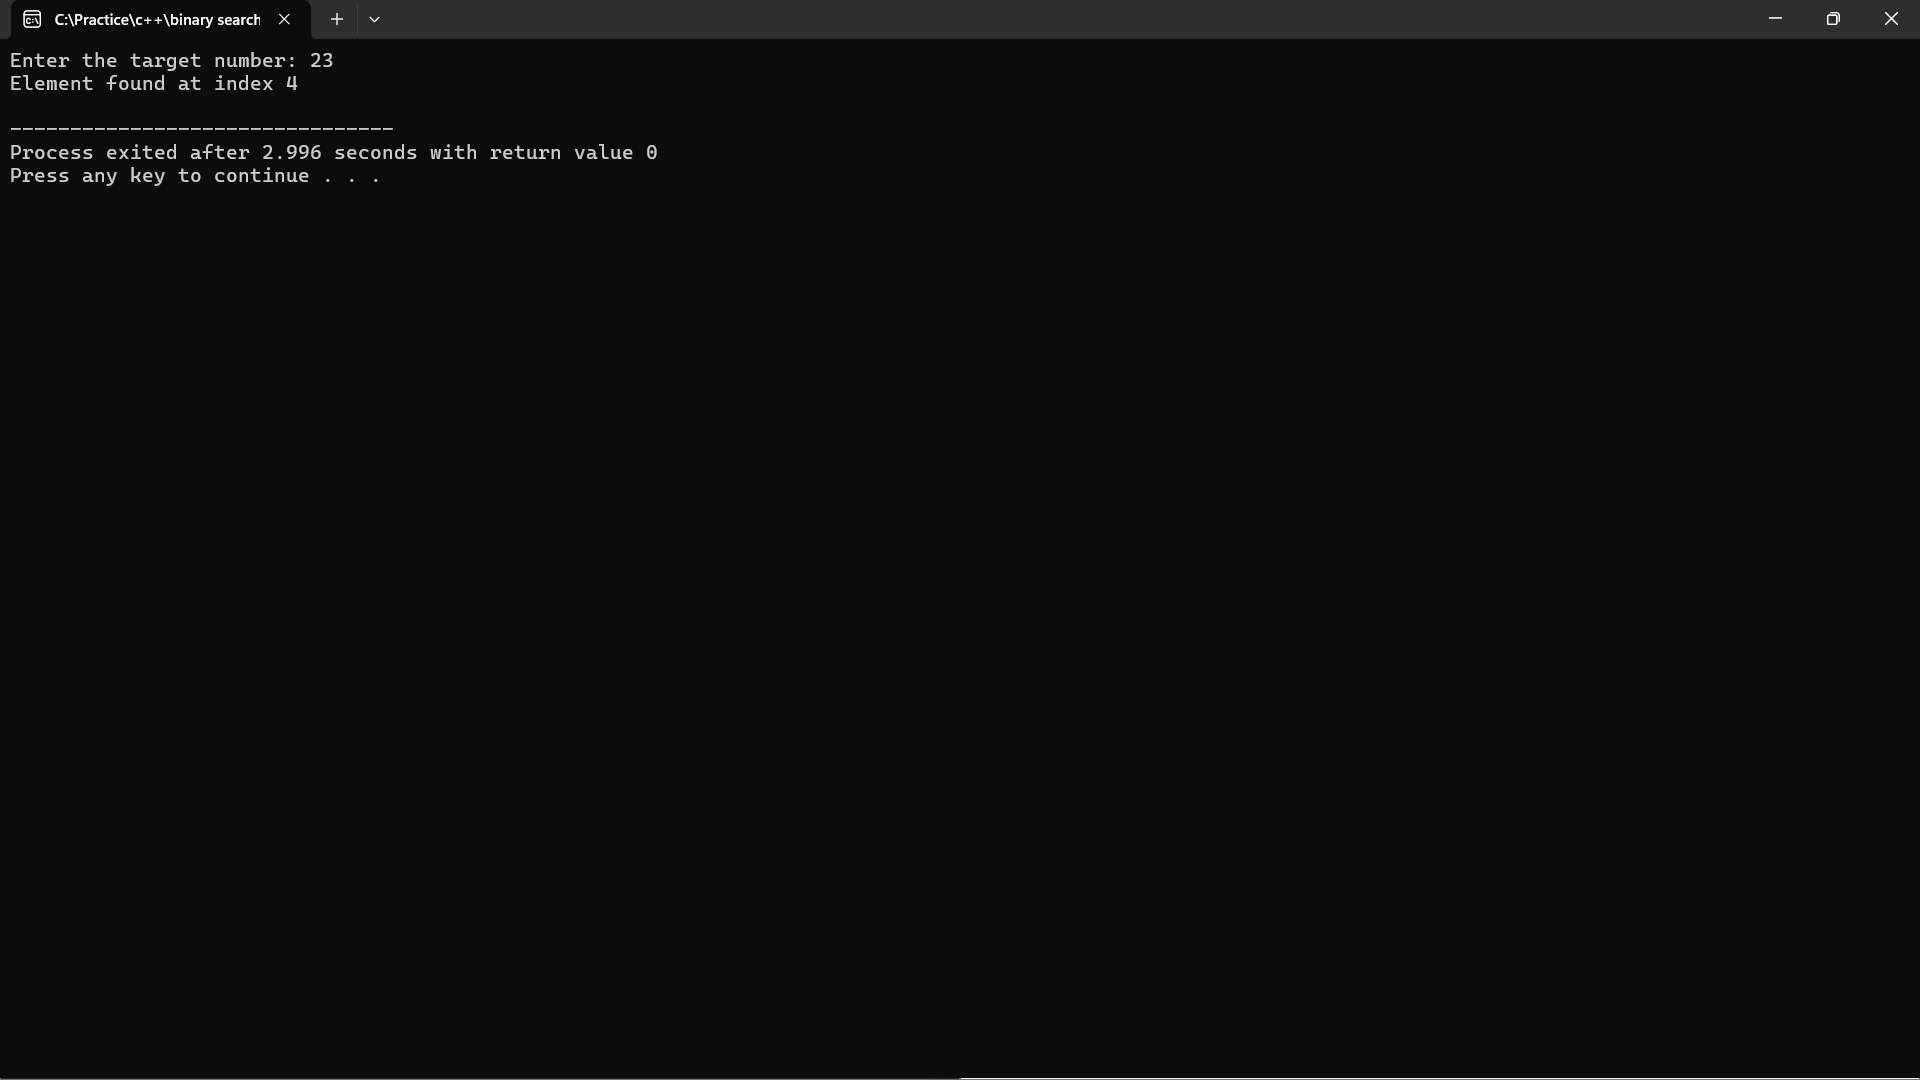 C:\Practice\c++\binary search
Enter the target number: 23
Element found at index 4
--------------------------------
Process exited after 2.996 seconds with return value 0
Press any key to continue . . .